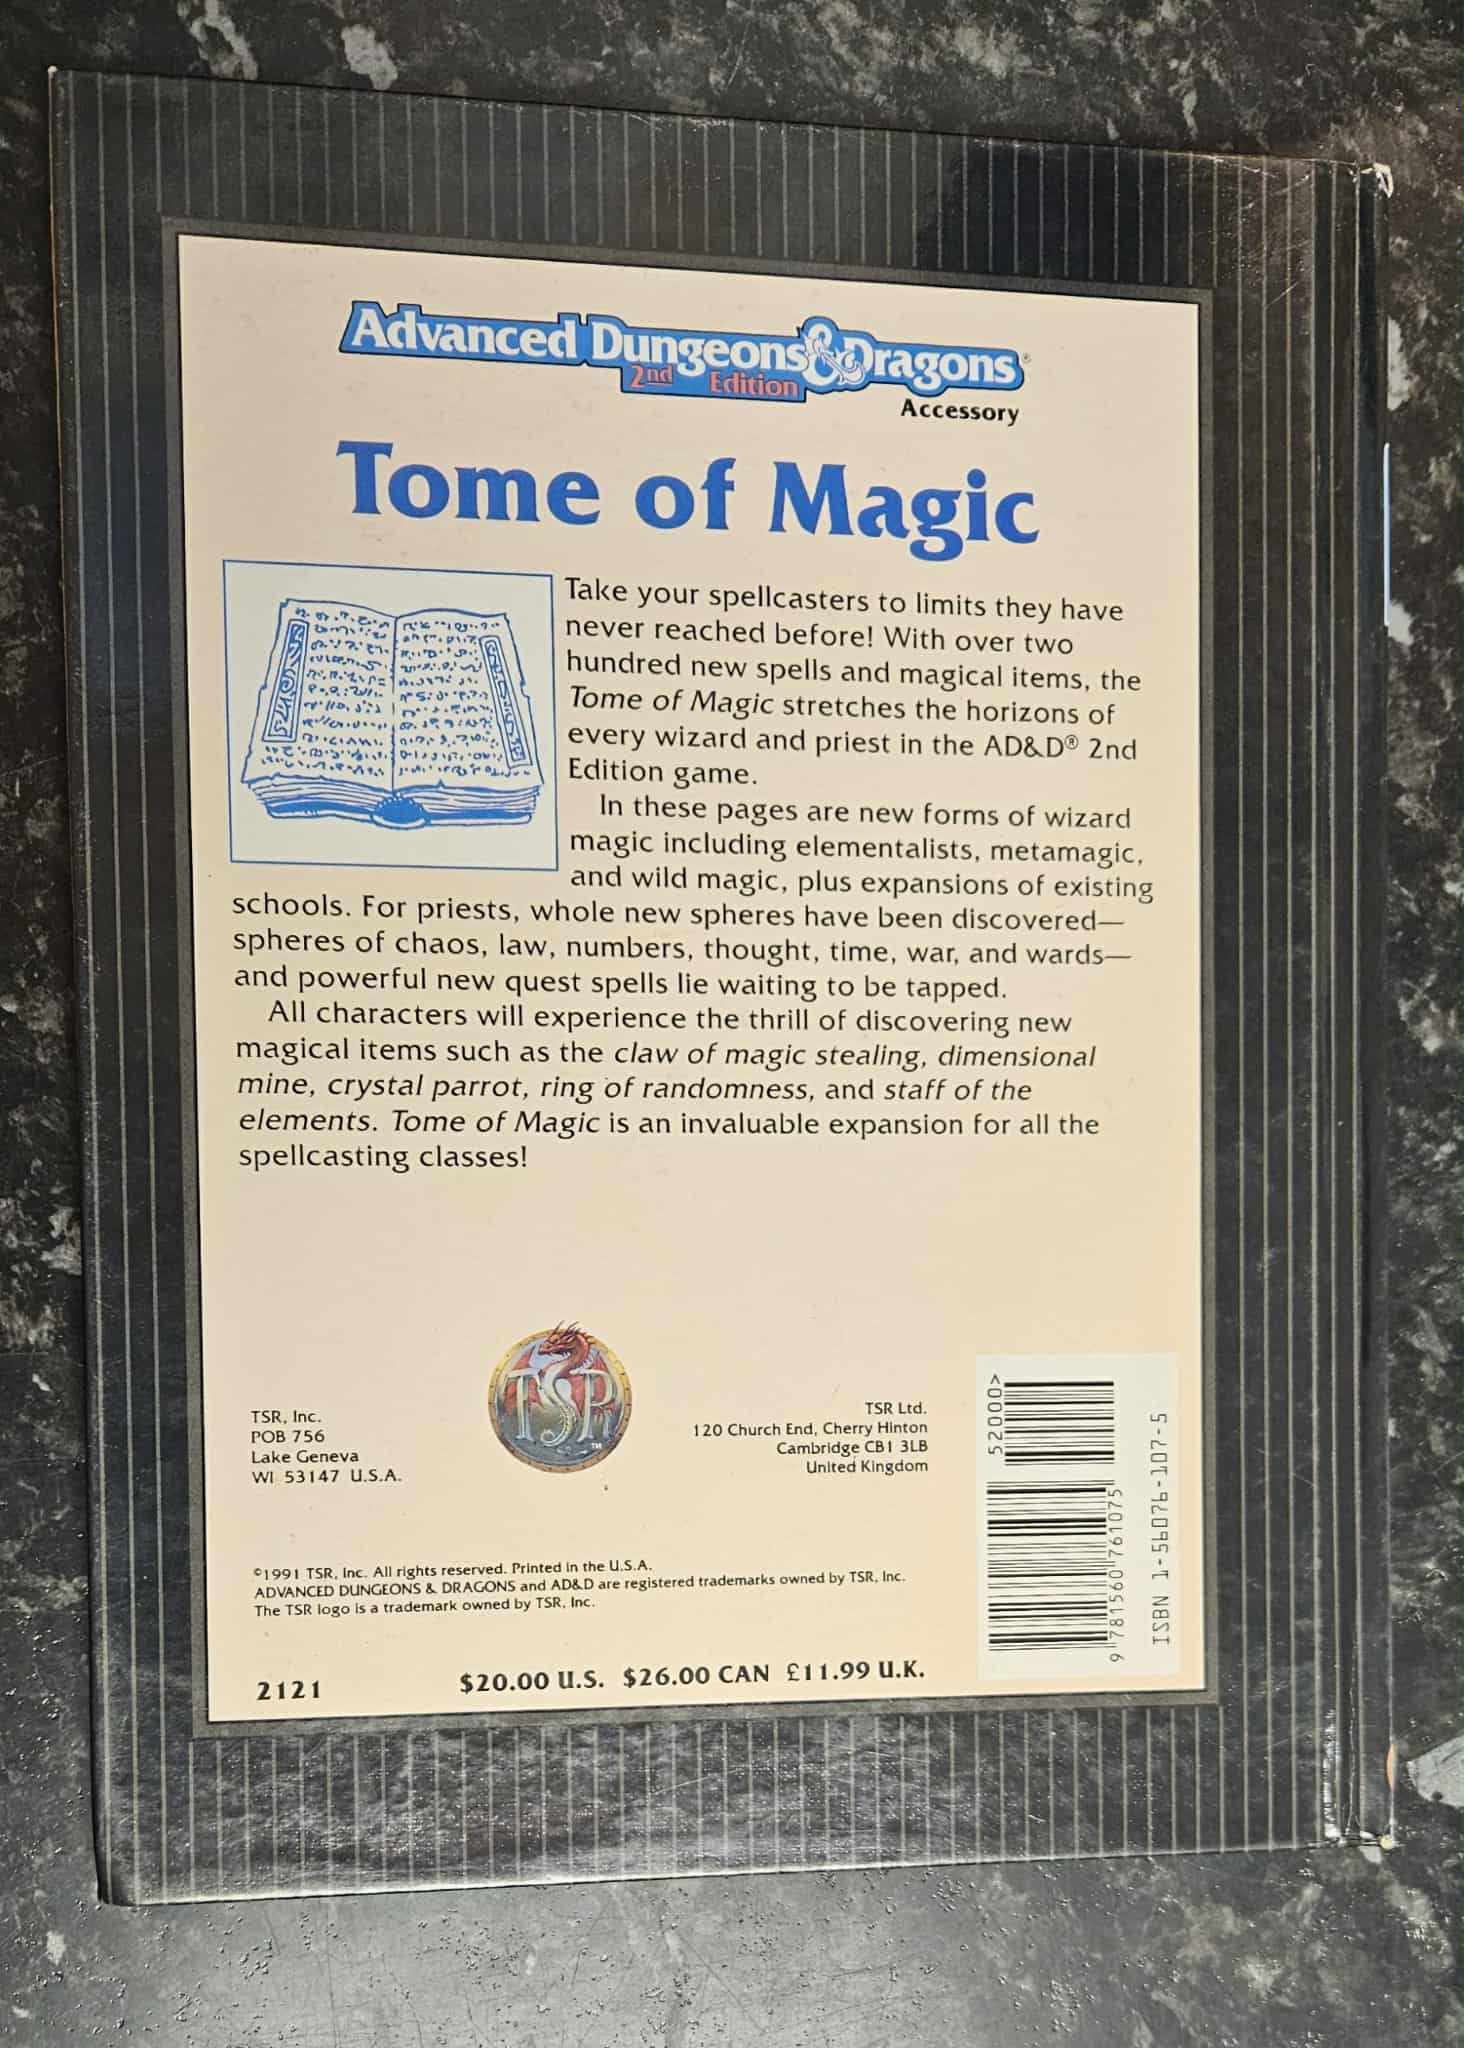 Advanced Dungeons & Dragons®
2nd Edition
Accessory
Tome of Magic
Take your spellcasters to limits they have
never reached before! With over two
hundred new spells and magical items, the
Tome of Magic stretches the horizons of
every wizard and priest in the AD&D® 2nd
Edition game.
In these pages are new forms of wizard
magic including elementalists, metamagic,
and wild magic, plus expansions of existing
schools. For priests, whole new spheres have been discovered—
spheres of chaos, law, numbers, thought, time, war, and wards—
and powerful new quest spells lie waiting to be tapped.
All characters will experience the thrill of discovering new
magical items such as the claw of magic stealing, dimensional
mine, crystal parrot, ring of randomness, and staff of the
elements. Tome of Magic is an invaluable expansion for all the
spellcasting classes!
TSR, Inc.
POB 756
Lake Geneva
WI 53147 U.S.A.
TSR™
TSR Ltd.
120 Church End, Cherry Hinton
Cambridge CB1 3LB
United Kingdom
52000>
9 781560 761075
ISBN 1-56076-107-5
©1991 TSR, Inc. All rights reserved. Printed in the U.S.A.
ADVANCED DUNGEONS & DRAGONS and AD&D are registered trademarks owned by TSR, Inc.
The TSR logo is a trademark owned by TSR, Inc.
2121
$20.00 U.S. $26.00 CAN £11.99 U.K.